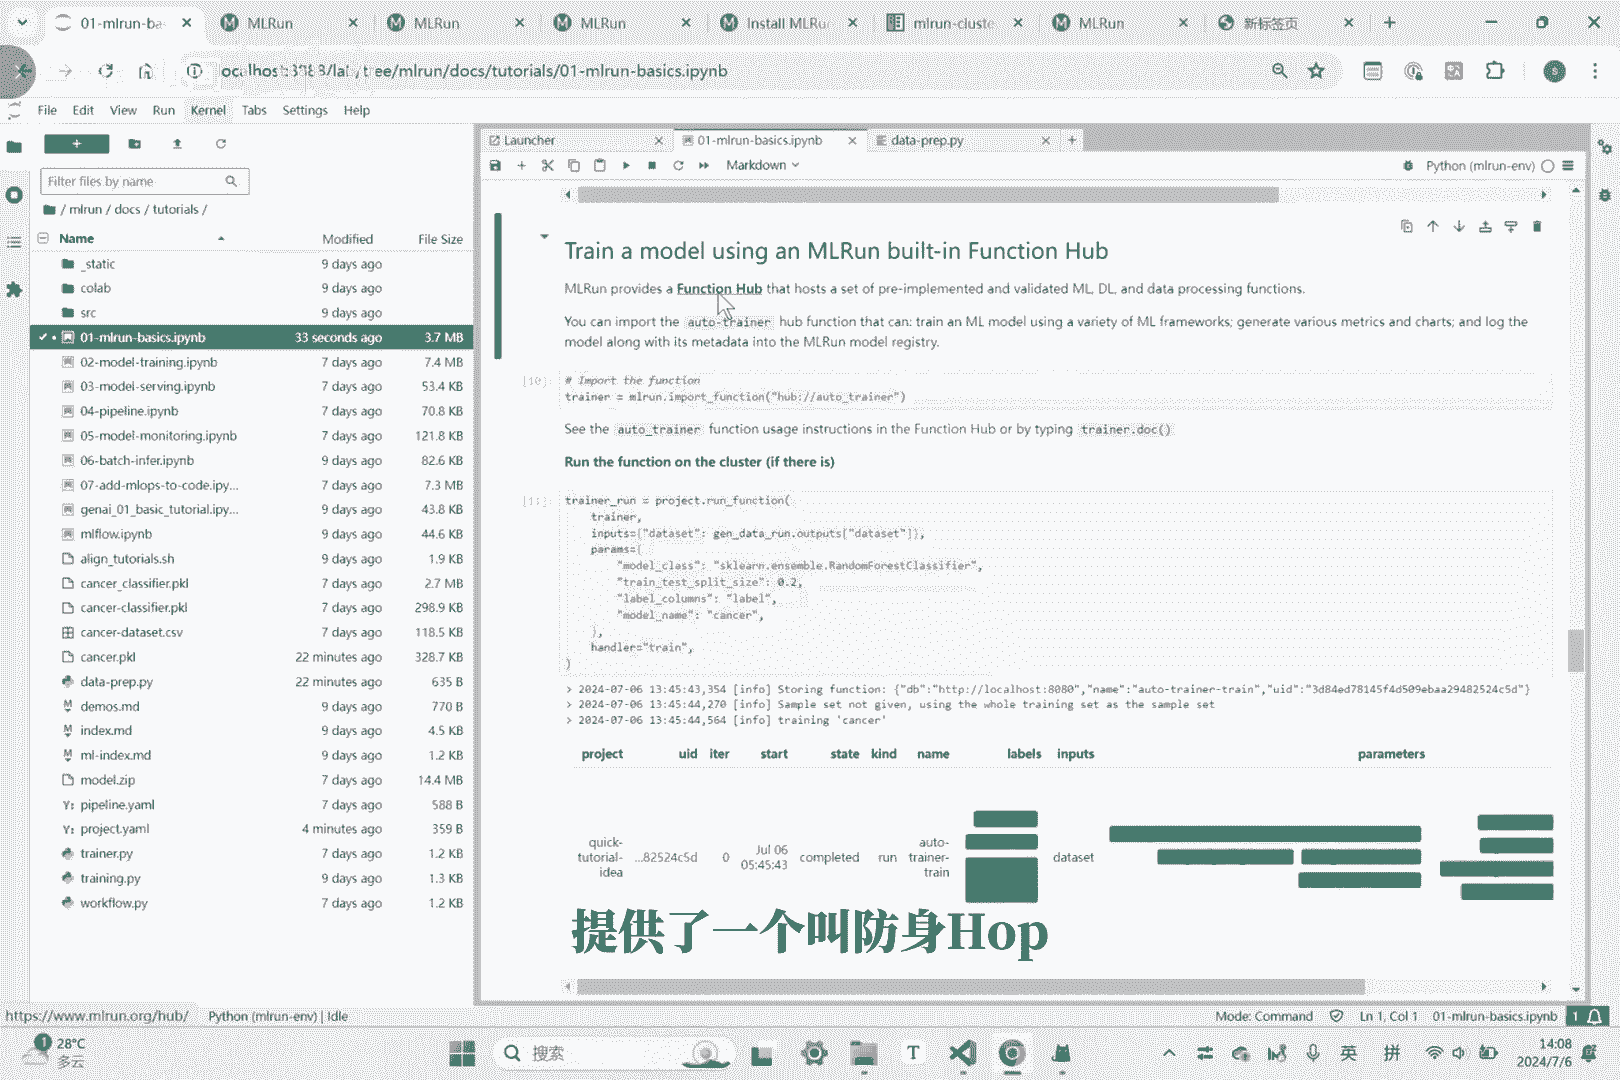 01-mlrun-ba
MLRun
MLRun
MLRun
Install MLRu
mlrun-cluste
MLRun
新标签页
/tree/mlrun/docs/tutorials/01-mlrun-basics.ipynb
File Edit View Run Kernel Tabs Settings Help
Launcher
01-mlrun-basics.ipynb
data-prep.py
Markdown
Python (mlrun-env)
Filter files by name
/ mlrun / docs / tutorials /
Name Modified File Size
_static 9 days ago
colab 9 days ago
src 9 days ago
01-mlrun-basics.ipynb 33 seconds ago 3.7 MB
02-model-training.ipynb 7 days ago 7.4 MB
03-model-serving.ipynb 7 days ago 53.4 KB
04-pipeline.ipynb 7 days ago 70.8 KB
05-model-monitoring.ipynb 7 days ago 121.8 KB
06-batch-infer.ipynb 9 days ago 82.6 KB
07-add-mlops-to-code.ipy... 9 days ago 7.3 MB
genai_01_basic_tutorial.ipy... 9 days ago 43.8 KB
mlflow.ipynb 9 days ago 44.6 KB
align_tutorials.sh 9 days ago 1.9 KB
cancer_classifier.pkl 7 days ago 2.7 MB
cancer-classifier.pkl 7 days ago 298.9 KB
cancer-dataset.csv 7 days ago 118.5 KB
cancer.pkl 22 minutes ago 328.7 KB
data-prep.py 22 minutes ago 635 B
demos.md 9 days ago 770 B
index.md 9 days ago 4.5 KB
ml-index.md 9 days ago 1.2 KB
model.zip 7 days ago 14.4 MB
pipeline.yaml 7 days ago 588 B
project.yaml 4 minutes ago 359 B
trainer.py 7 days ago 1.2 KB
training.py 7 days ago 1.3 KB
workflow.py 7 days ago 1.2 KB
Train a model using an MLRun built-in Function Hub
MLRun provides a Function Hub that hosts a set of pre-implemented and validated ML, DL, and data processing functions.
You can import the auto-trainer hub function that can: train an ML model using a variety of ML frameworks; generate various metrics and charts; and log the
model along with its metadata into the MLRun model registry.
[10]: # Import the function
trainer = mlrun.import_function("hub://auto_trainer")
See the auto_trainer function usage instructions in the Function Hub or by typing trainer.doc()
Run the function on the cluster (if there is)
[11]: trainer_run = project.run_function(
trainer,
inputs={"dataset": gen_data_run.outputs["dataset"]},
params={
"model_class": "sklearn.ensemble.RandomForestClassifier",
"train_test_split_size": 0.2,
"label_columns": "label",
"model_name": "cancer",
},
handler="train",
)
> 2024-07-06 13:45:43,354 [info] Storing function: {"db":"http://localhost:8080","name":"auto-trainer-train","uid":"3d84ed78145f4d509ebaa29482524c5d"}
> 2024-07-06 13:45:44,270 [info] Sample set not given, using the whole training set as the sample set
> 2024-07-06 13:45:44,564 [info] training 'cancer'
project uid iter start state kind name labels inputs parameters
quick-
tutorial-
idea
...82524c5d 0
Jul 06
05:45:43
completed run
auto-
trainer-
train
dataset
提供了一个叫防身Hop
https://www.mlrun.org/hub/
Python (mlrun-env) | Idle
Mode: Command
Ln 1, Col 1
01-mlrun-basics.ipynb
1
1
28°C
多云
搜索
英
拼
14:08
2024/7/6